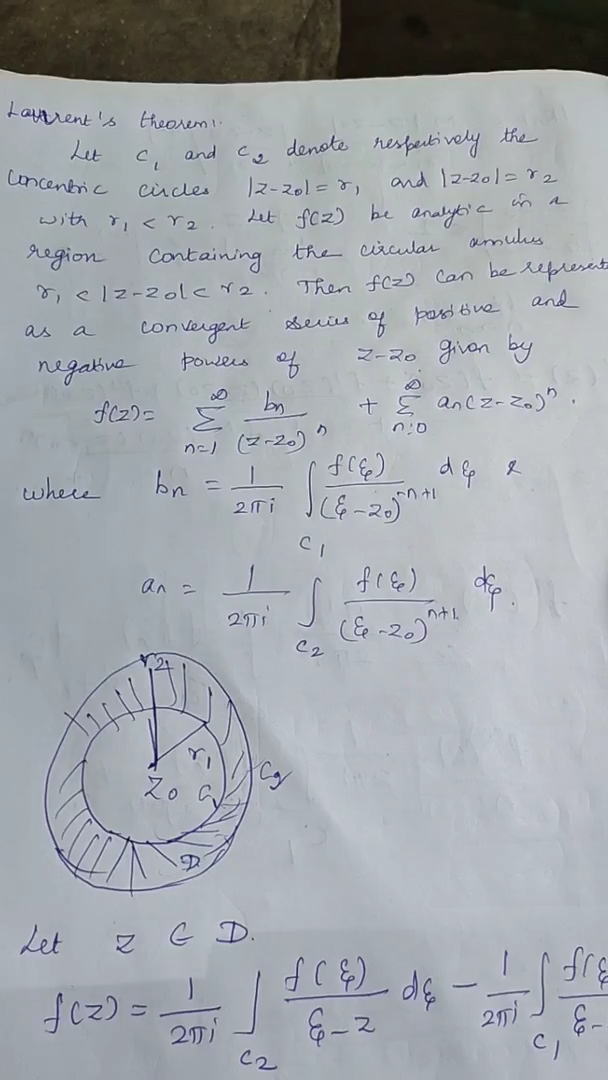 Laurrent's theorem:
Let C₁ and C₂ denote respectively the
Concentric circles |z-z₀| = r₁ and |z-z₀| = r₂
with r₁ < r₂. Let f(z) be analytic in a
region containing the circular annulus
r₁ < |z-z₀| < r₂. Then f(z) can be represent
as a convergent series of positive and
negative powers of z-z₀ given by
f(z) = ∞ Σ n=1 bn/(z-z₀)^n + ∞ Σ n=0 an(z-z₀)^n.
where bn = 1/2πi ∫C₁ f(ξ)/(ξ-z₀)^-n+1 dξ &
an = 1/2πi ∫C₂ f(ξ)/(ξ-z₀)^n+1 dξ.
r₂
r₁
z₀ C₁ C₂
D
Let z ∈ D.
f(z) = 1/2πi ∫C₂ f(ξ)/ξ-z dξ - 1/2πi ∫C₁ f(ξ/ξ-